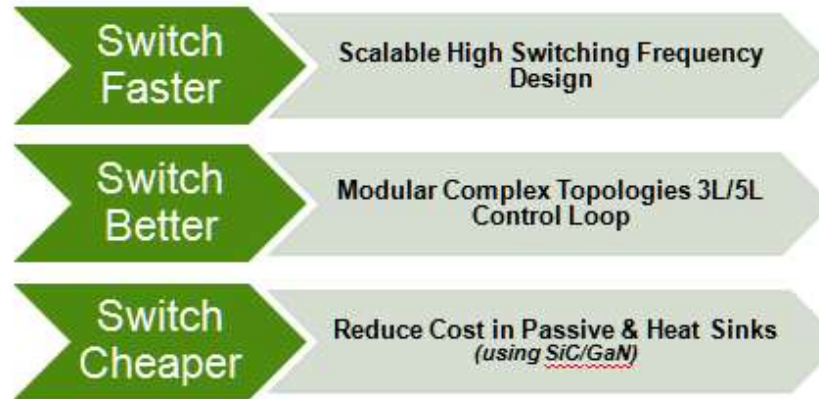 Switch
Faster
Scalable High Switching Frequency
Design
Switch
Better
Modular Complex Topologies 3L/5L
Control Loop
Switch
Cheaper
Reduce Cost in Passive & Heat Sinks
(using SiC/GaN)